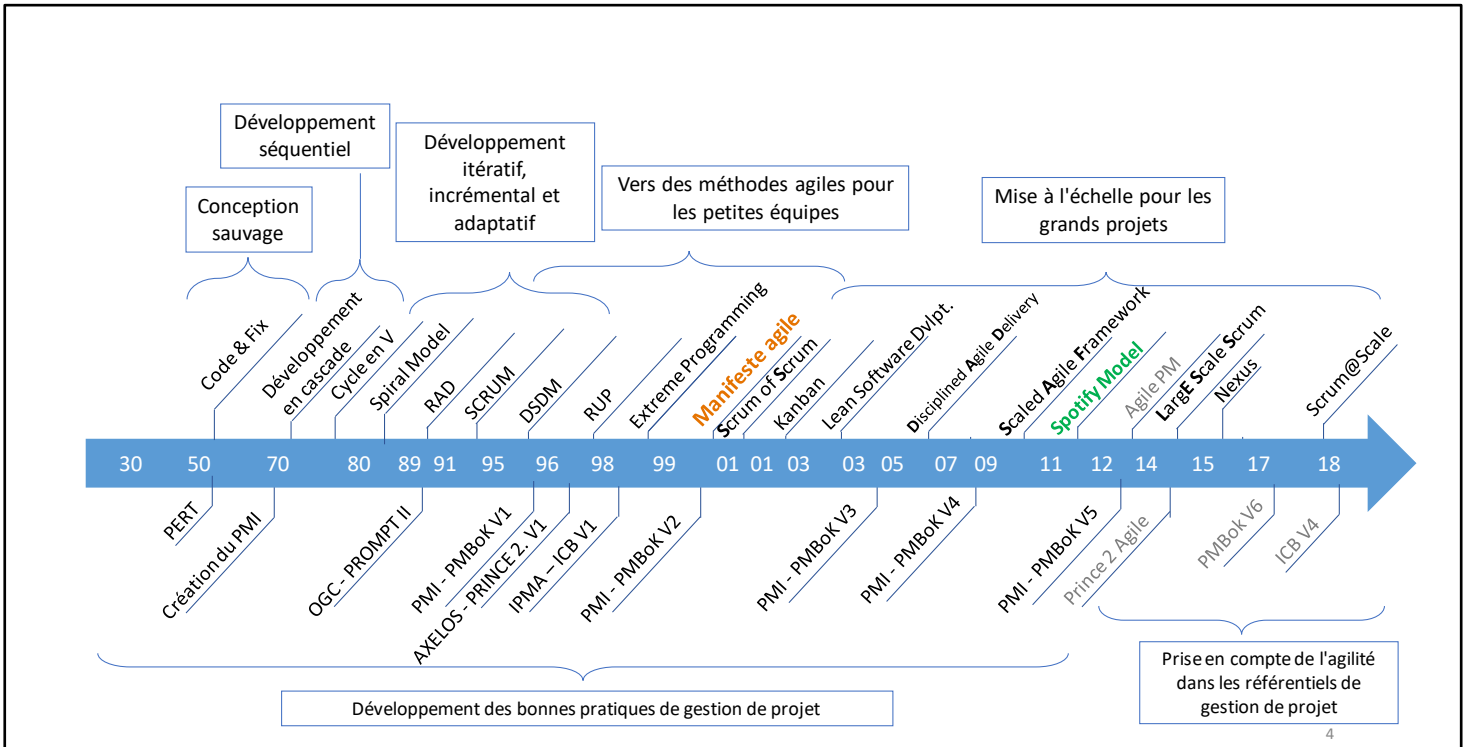 Développement
séquentiel
Développement
itératif,
incrémental et
adaptatif
Vers des méthodes agiles pour
les petites équipes
Mise à l'échelle pour les
grands projets
Conception
sauvage
Code & Fix
Développement
en cascade
Cycle en V
Spiral Model
RAD
SCRUM
DSDM
RUP
Extreme Programming
Manifeste agile
Scrum of Scrum
Kanban
Lean Software Dvlpt.
Disciplined Agile Delivery
Scaled Agile Framework
Spotify Model
Agile PM
LargE Scale Scrum
Nexus
Scrum@Scale
30 50 70 80 89 91 95 96 98 99 01 01 03 03 05 07 09 11 12 14 15 17 18
PERT
Création du PMI
OGC - PROMPT II
PMI - PMBoK V1
AXELOS - PRINCE 2. V1
IPMA – ICB V1
PMI - PMBoK V2
PMI - PMBoK V3
PMI - PMBoK V4
PMI - PMBoK V5
Prince 2 Agile
PMBoK V6
ICB V4
Développement des bonnes pratiques de gestion de projet
Prise en compte de l'agilité
dans les référentiels de
gestion de projet
4